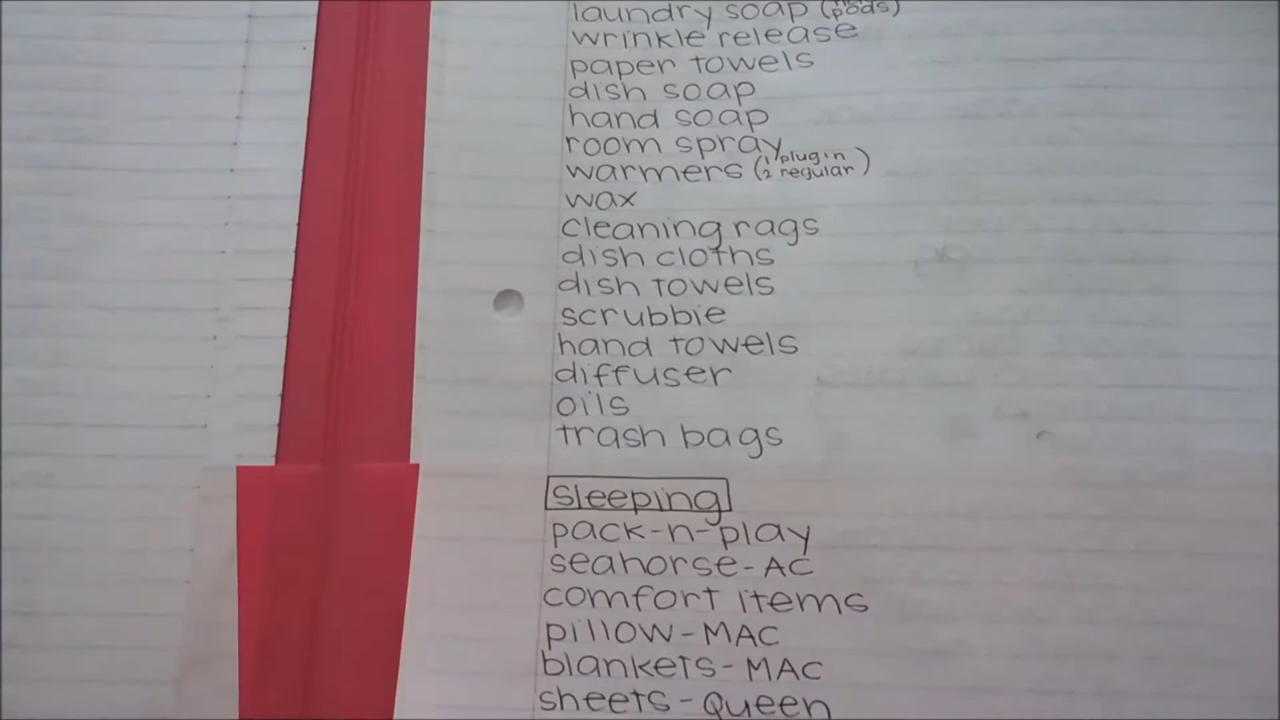 laundry soap (pods)
wrinkle release
paper towels
dish soap
hand soap
room spray
warmers (1 plugin 2 regular)
wax
cleaning rags
dish cloths
dish towels
scrubbie
hand towels
diffuser
oils
trash bags
sleeping
pack-n-play
seahorse-AC
comfort items
pillow-MAC
blankets-MAC
sheets-Queen